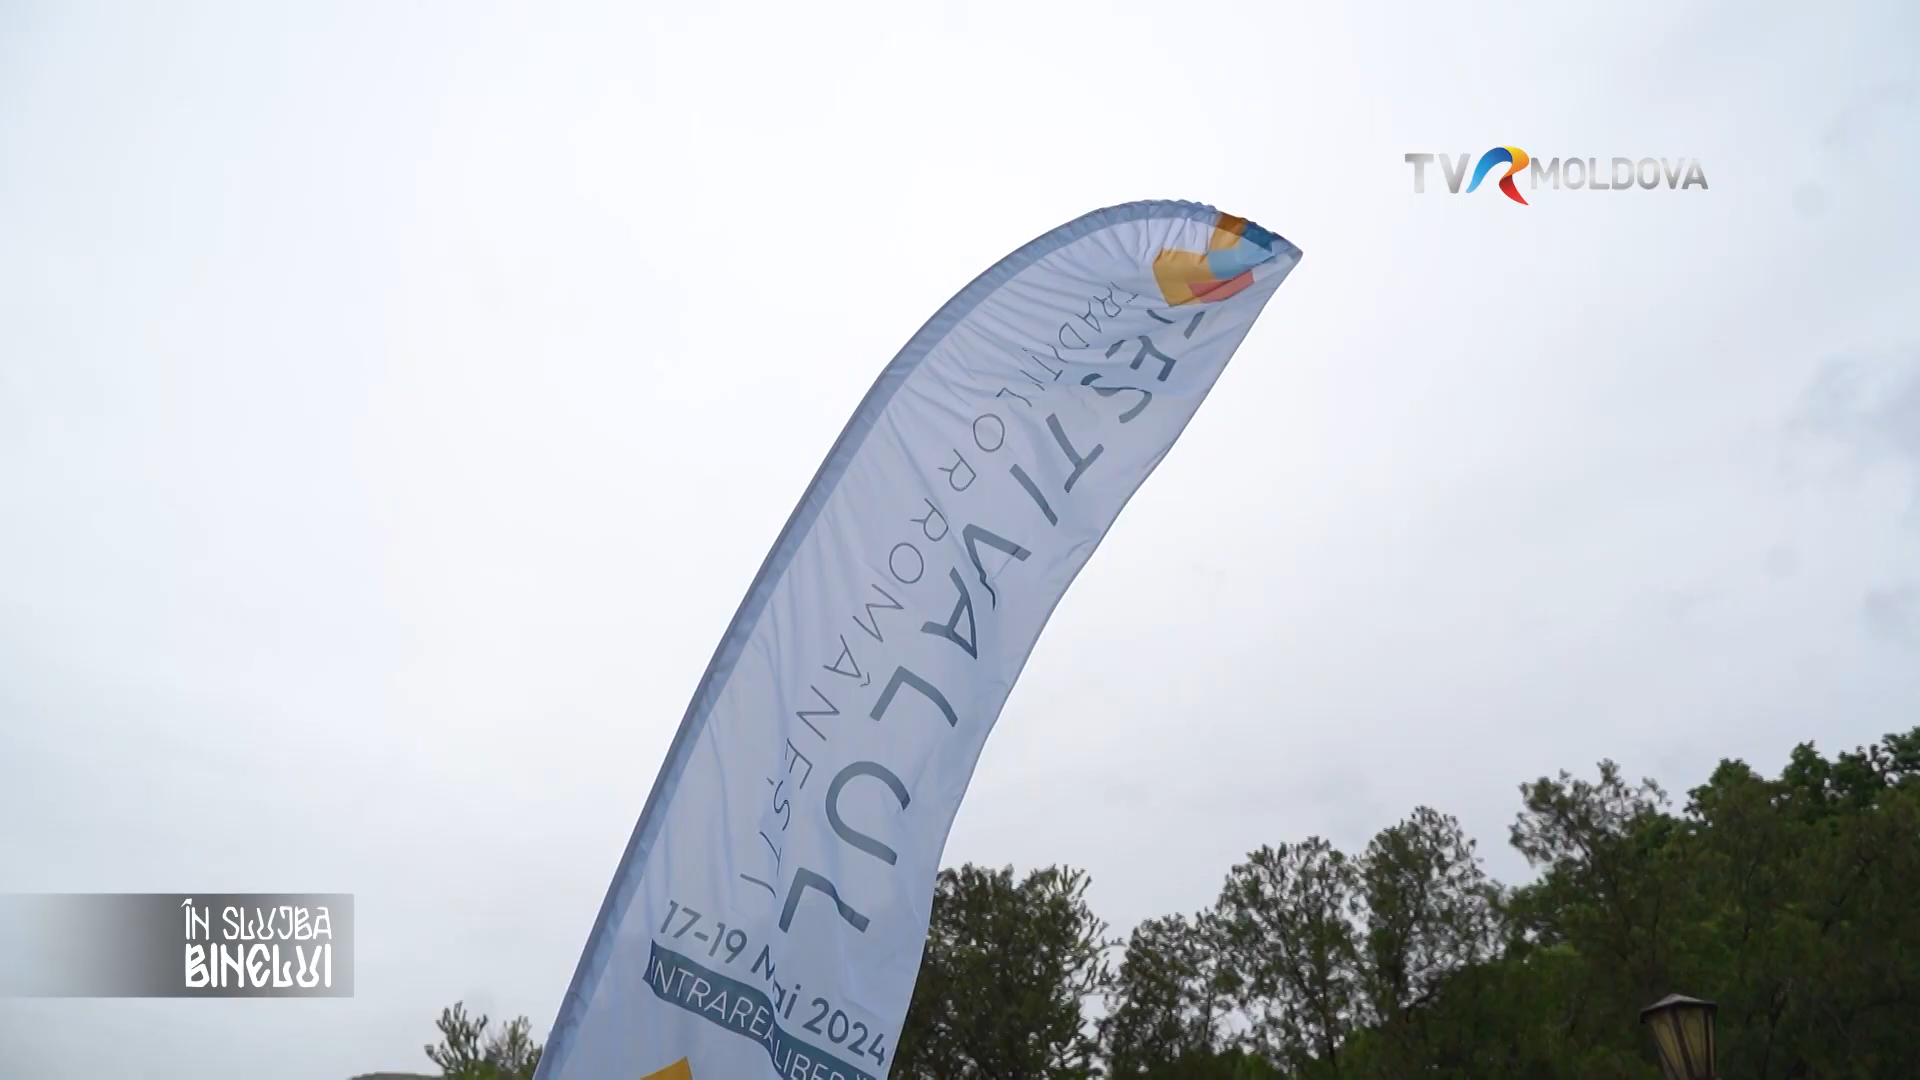 TVR MOLDOVA
FESTIVALUL
TRADIȚIILOR ROMÂNEȘTI
17-19 Mai 2024
INTRARE LIBERĂ
ÎN SLUJBA
BINELUI